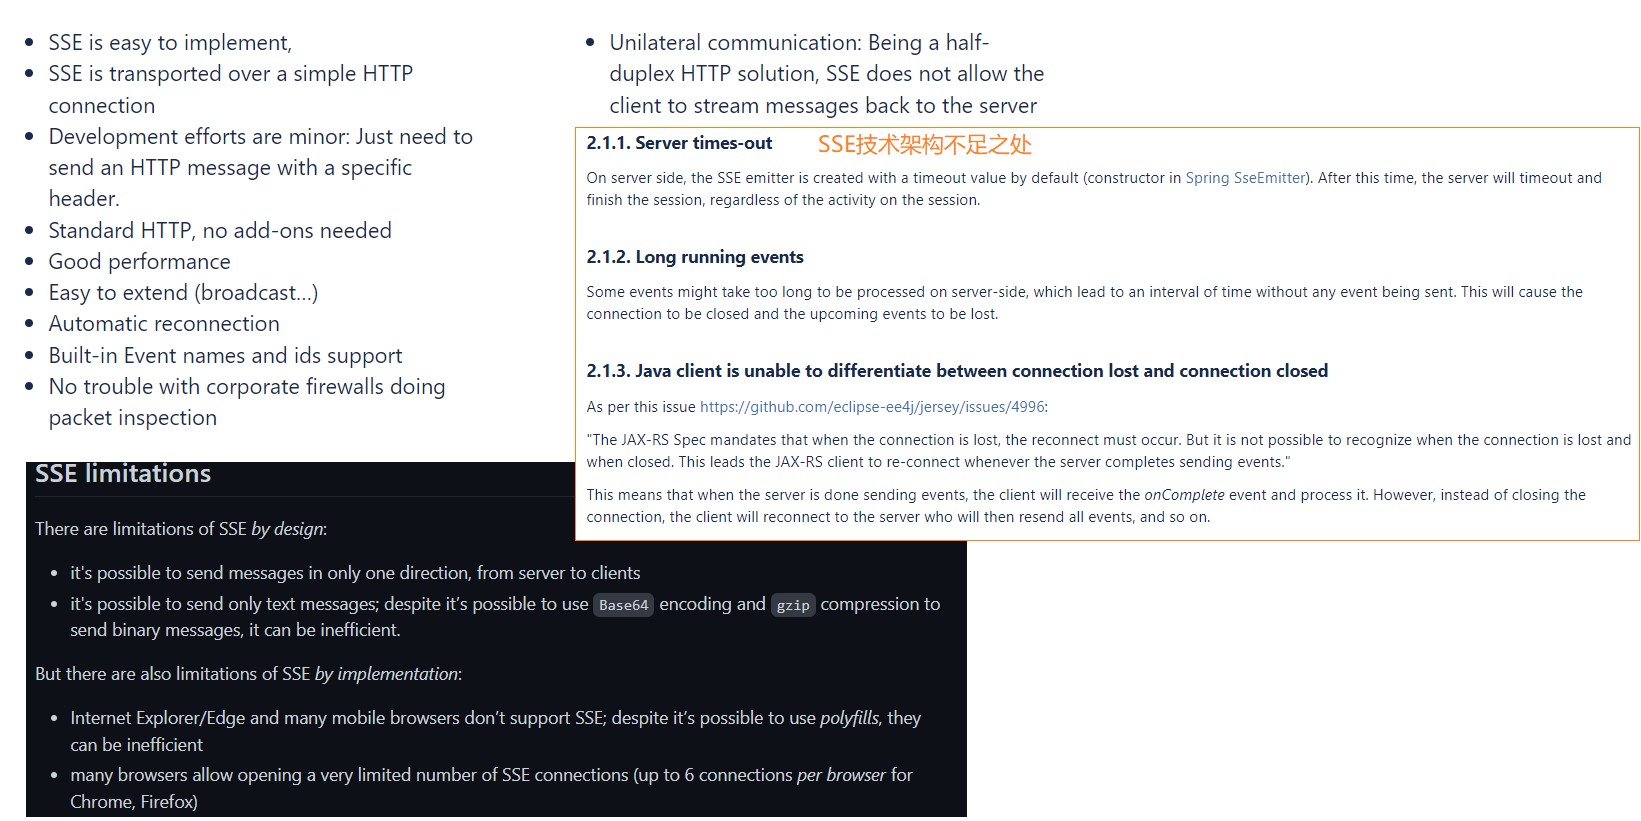 SSE is easy to implement,
SSE is transported over a simple HTTP
connection
Development efforts are minor: Just need to
send an HTTP message with a specific
header.
Standard HTTP, no add-ons needed
Good performance
Easy to extend (broadcast...)
Automatic reconnection
Built-in Event names and ids support
No trouble with corporate firewalls doing
packet inspection
Unilateral communication: Being a half-
duplex HTTP solution, SSE does not allow the
client to stream messages back to the server
2.1.1. Server times-out
SSE技术架构不足之处
On server side, the SSE emitter is created with a timeout value by default (constructor in Spring SseEmitter). After this time, the server will timeout and
finish the session, regardless of the activity on the session.
2.1.2. Long running events
Some events might take too long to be processed on server-side, which lead to an interval of time without any event being sent. This will cause the
connection to be closed and the upcoming events to be lost.
2.1.3. Java client is unable to differentiate between connection lost and connection closed
As per this issue https://github.com/eclipse-ee4j/jersey/issues/4996:
"The JAX-RS Spec mandates that when the connection is lost, the reconnect must occur. But it is not possible to recognize when the connection is lost and
when closed. This leads the JAX-RS client to re-connect whenever the server completes sending events."
This means that when the server is done sending events, the client will receive the onComplete event and process it. However, instead of closing the
connection, the client will reconnect to the server who will then resend all events, and so on.
SSE limitations
There are limitations of SSE by design:
it's possible to send messages in only one direction, from server to clients
it's possible to send only text messages; despite it’s possible to use Base64 encoding and gzip compression to
send binary messages, it can be inefficient.
But there are also limitations of SSE by implementation:
Internet Explorer/Edge and many mobile browsers don’t support SSE; despite it’s possible to use polyfills, they
can be inefficient
many browsers allow opening a very limited number of SSE connections (up to 6 connections per browser for
Chrome, Firefox)